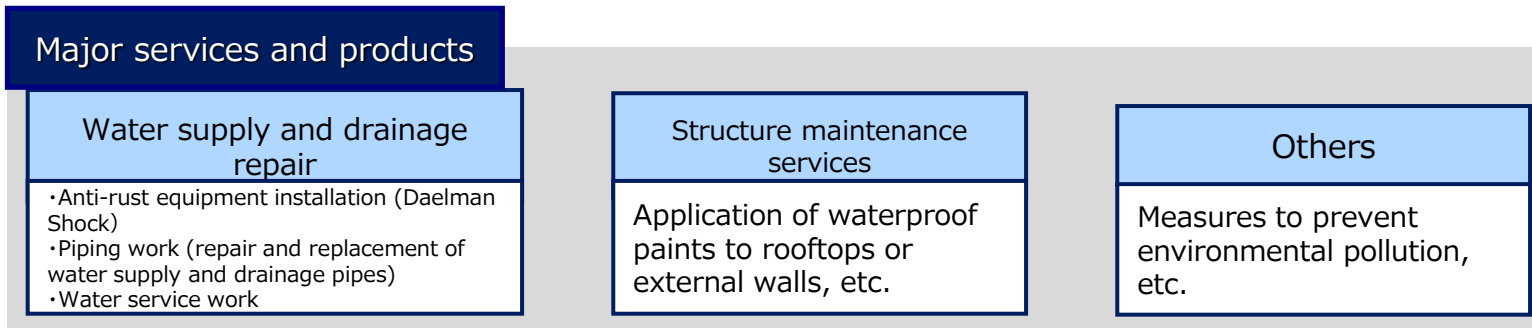 Major services and products
Water supply and drainage
repair
・Anti-rust equipment installation (Daelman
Shock)
・Piping work (repair and replacement of
water supply and drainage pipes)
・Water service work
Structure maintenance
services
Application of waterproof
paints to rooftops or
external walls, etc.
Others
Measures to prevent
environmental pollution,
etc.